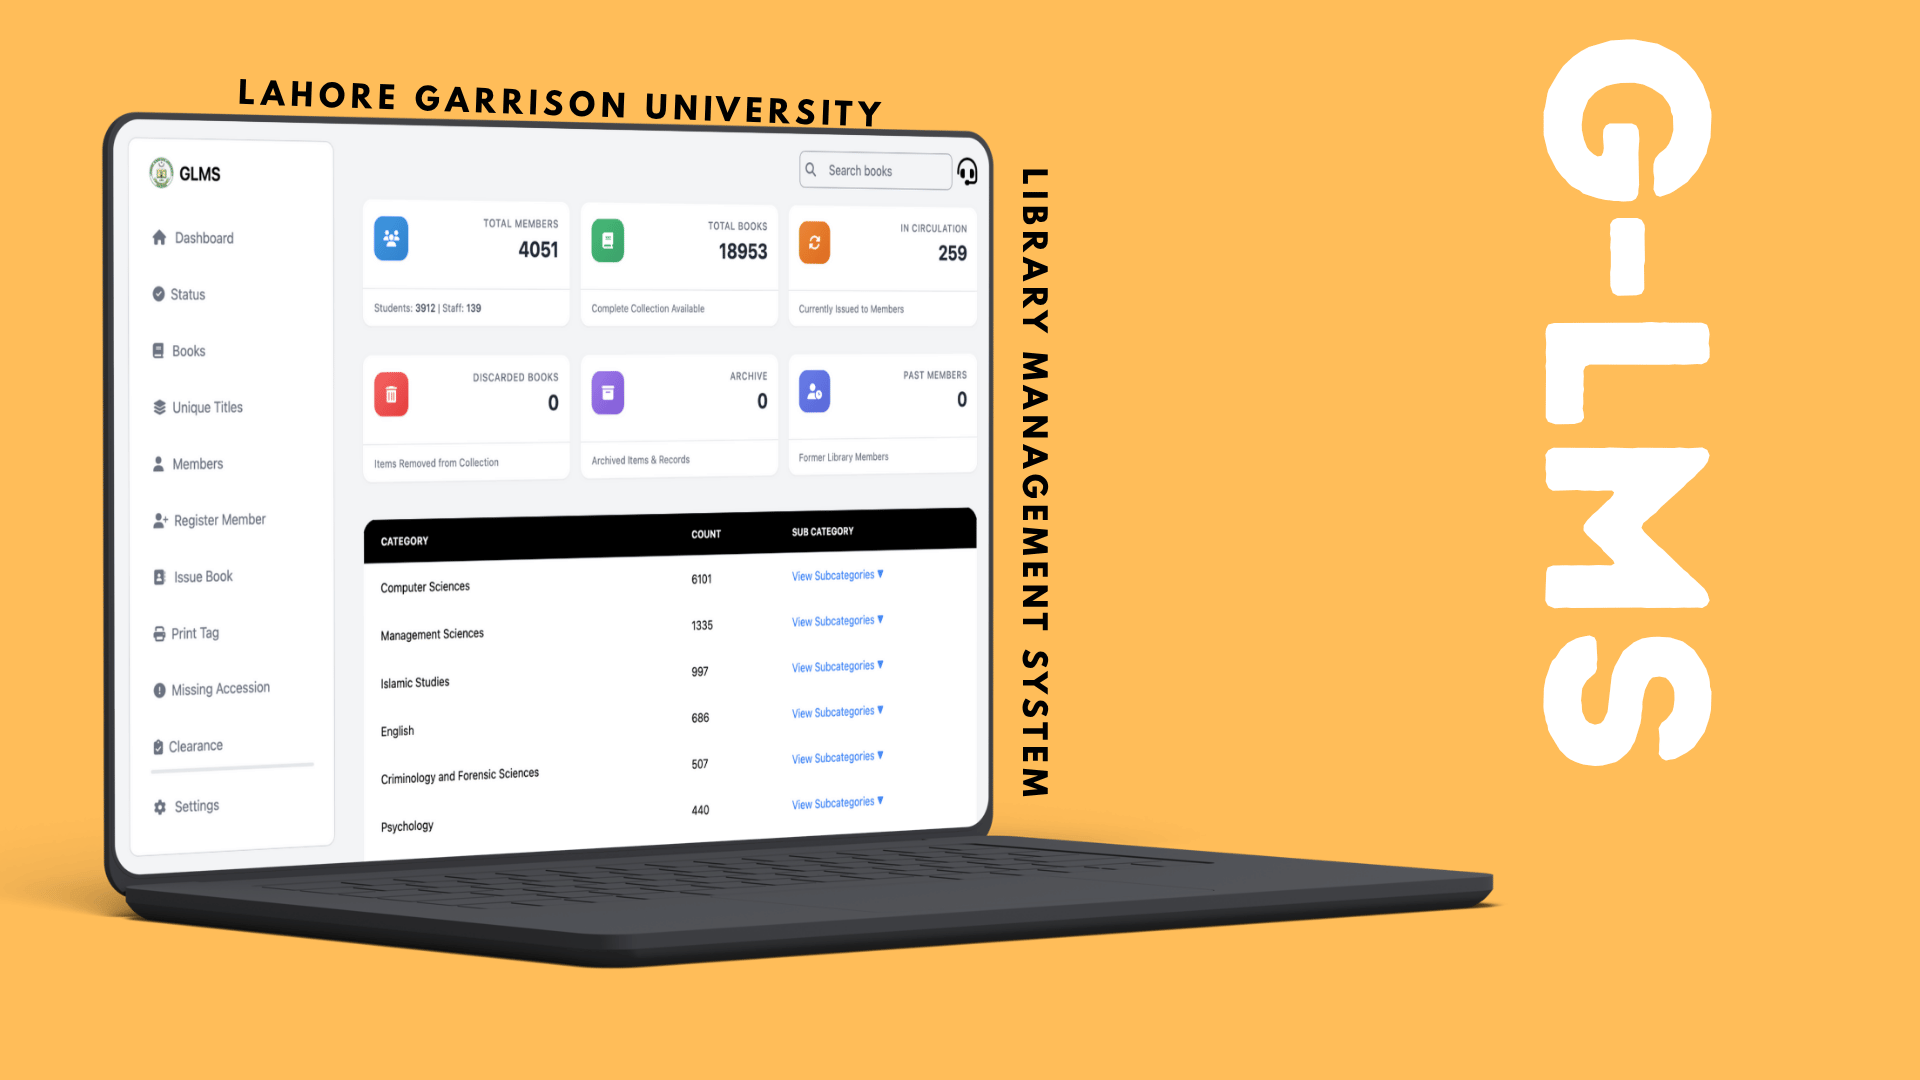 LAHORE GARRISON UNIVERSITY
GLMS
Dashboard
Status
Books
Unique Titles
Members
Register Member
Issue Book
Print Tag
Missing Accession
Clearance
Settings
Search books
TOTAL MEMBERS
4051
Students: 3912 | Staff: 139
TOTAL BOOKS
18953
Complete Collection Available
IN CIRCULATION
259
Currently Issued to Members
DISCARDED BOOKS
0
Items Removed from Collection
ARCHIVE
0
Archived Items & Records
PAST MEMBERS
0
Former Library Members
CATEGORY COUNT SUB CATEGORY
Computer Sciences 6101 View Subcategories ▼
Management Sciences 1335 View Subcategories ▼
Islamic Studies 997 View Subcategories ▼
English 686 View Subcategories ▼
Criminology and Forensic Sciences 507 View Subcategories ▼
Psychology 440 View Subcategories ▼
LIBRARY MANAGEMENT SYSTEM
G-LMS